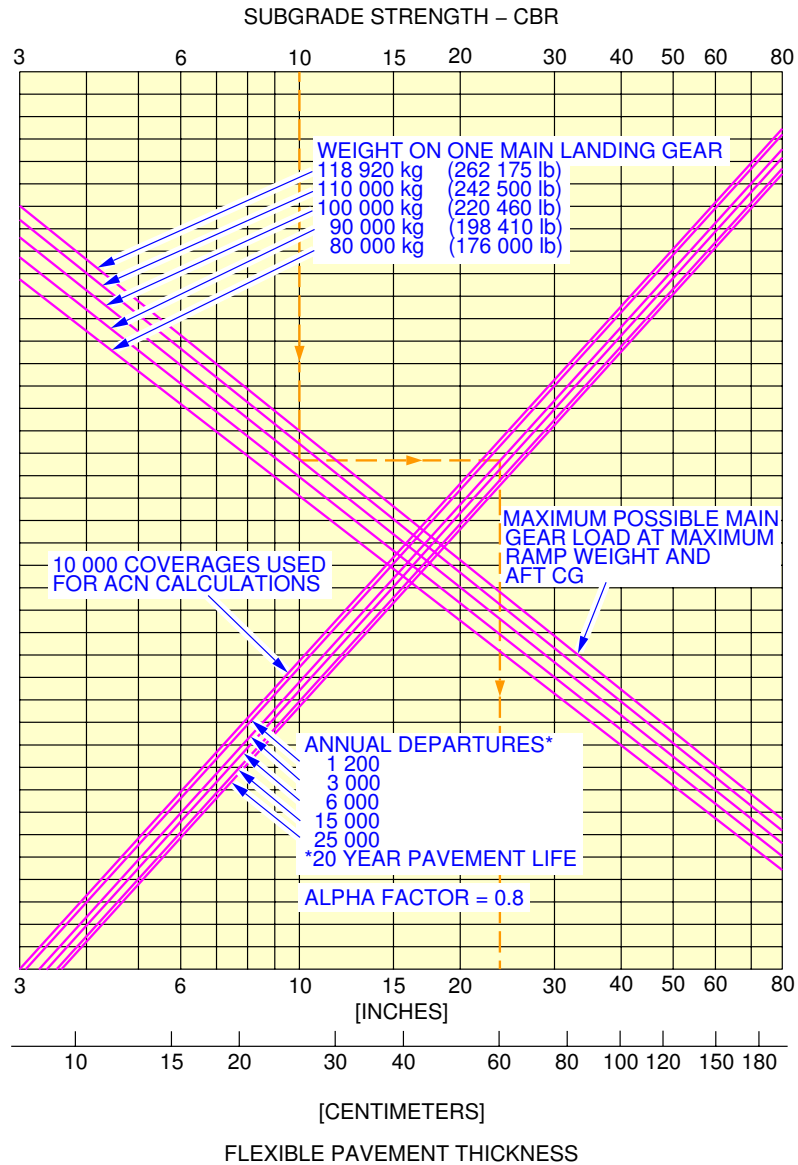 SUBGRADE STRENGTH – CBR
3 6 10 15 20 30 40 50 60 80
WEIGHT ON ONE MAIN LANDING GEAR
118 920 kg (262 175 lb)
110 000 kg (242 500 lb)
100 000 kg (220 460 lb)
90 000 kg (198 410 lb)
80 000 kg (176 000 lb)
MAXIMUM POSSIBLE MAIN
GEAR LOAD AT MAXIMUM
RAMP WEIGHT AND
AFT CG
10 000 COVERAGES USED
FOR ACN CALCULATIONS
ANNUAL DEPARTURES*
1 200
3 000
6 000
15 000
25 000
*20 YEAR PAVEMENT LIFE
ALPHA FACTOR = 0.8
3 6 10 15 20 30 40 50 60 80
[INCHES]
10 15 20 30 40 60 80 100 120 150 180
[CENTIMETERS]
FLEXIBLE PAVEMENT THICKNESS